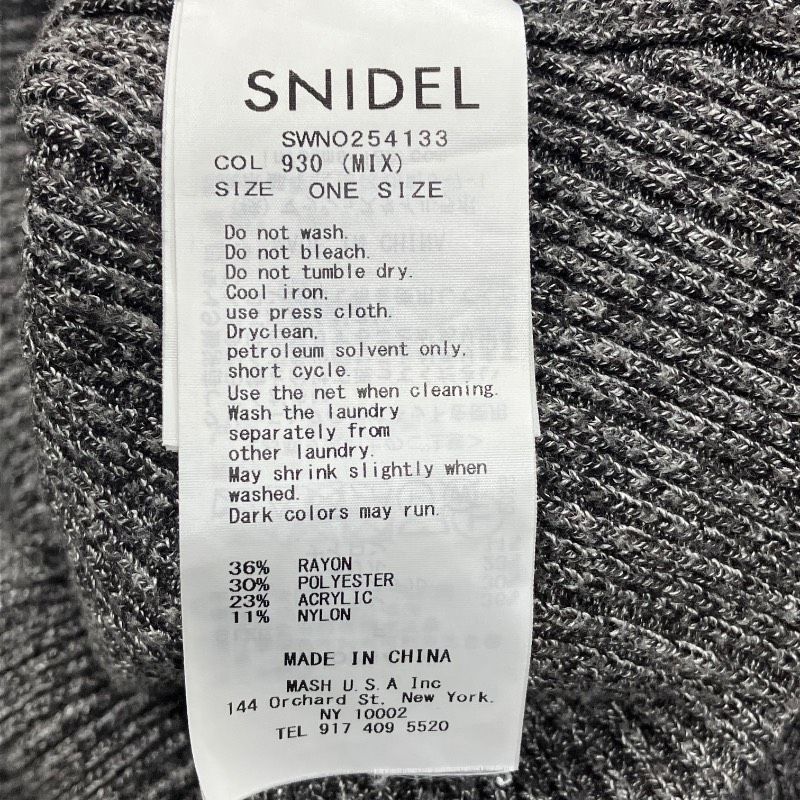 SNIDEL
SWNO254133
COL 930 (MIX)
SIZE ONE SIZE
Do not wash.
Do not bleach.
Do not tumble dry.
Cool iron,
use press cloth.
Dryclean,
petroleum solvent only,
short cycle.
Use the net when cleaning.
Wash the laundry
separately from
other laundry.
May shrink slightly when
washed.
Dark colors may run.
36% RAYON
30% POLYESTER
23% ACRYLIC
11% NYLON
MADE IN CHINA
MASH U.S.A Inc
144 Orchard St, New York.
NY 10002
TEL 917 409 5520